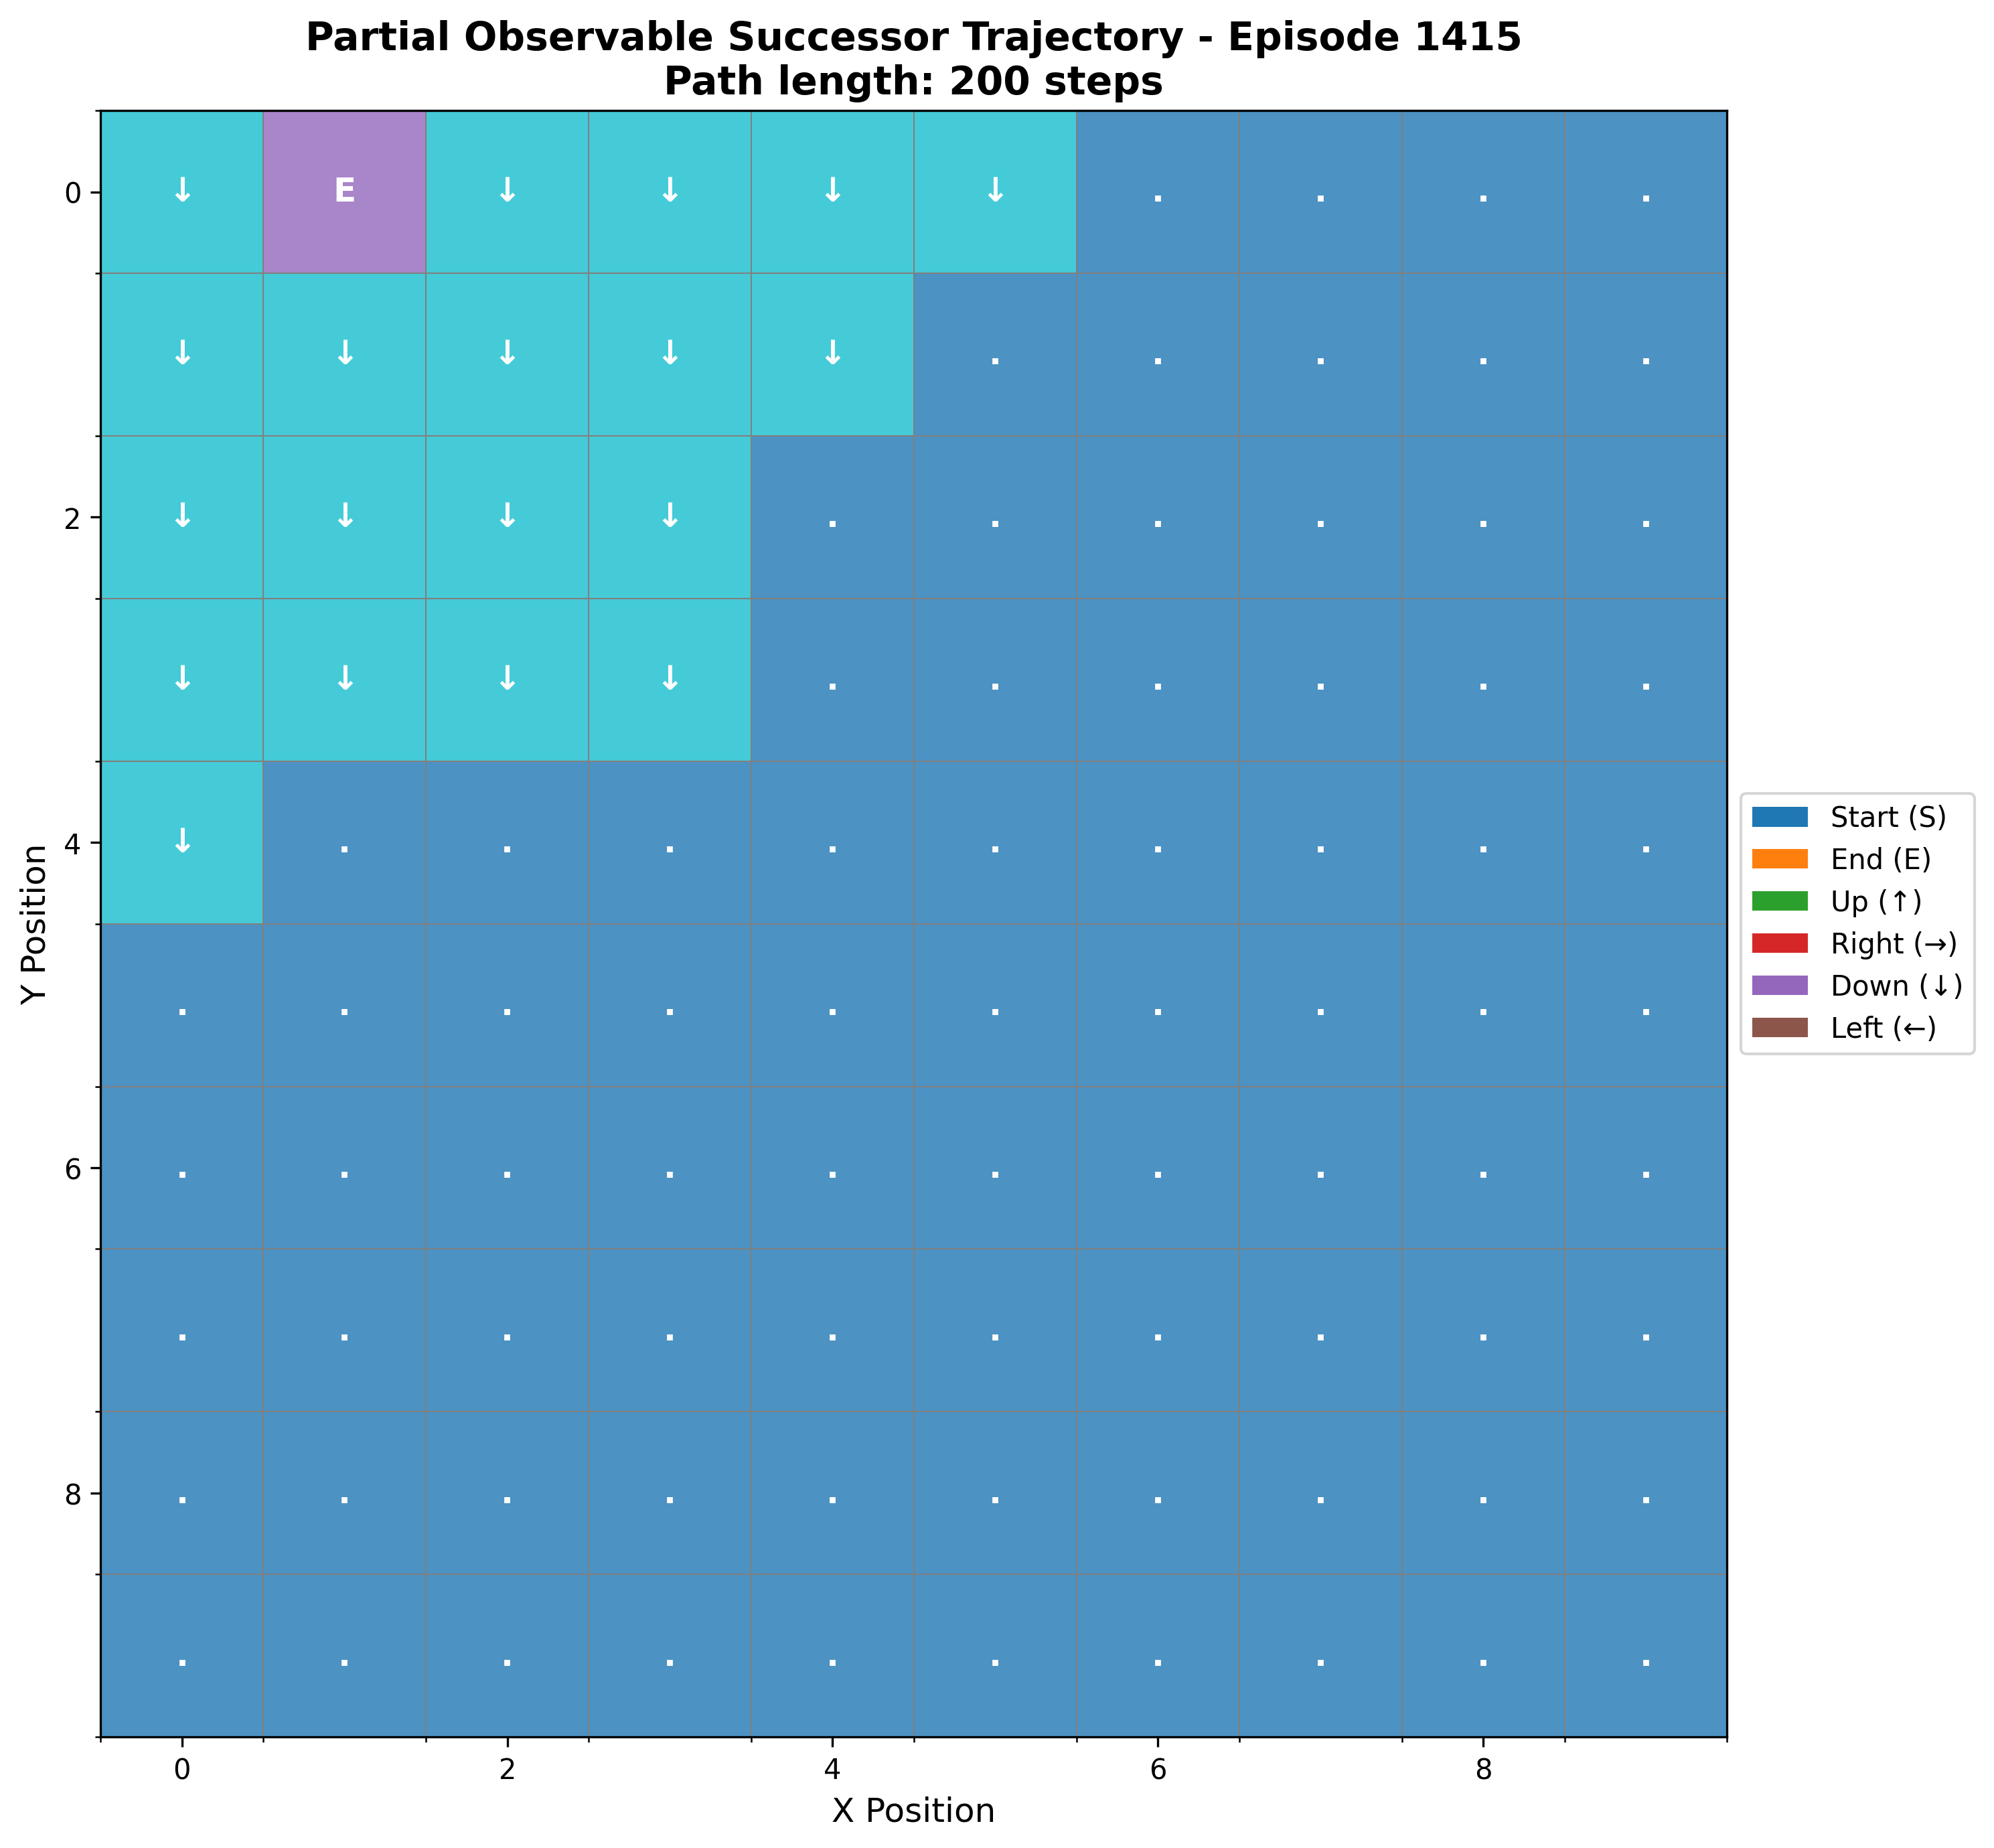 Partial Observable Successor Trajectory - Episode 1415
Path length: 200 steps
0 ↓ E ↓ ↓ ↓ ↓ . . . .
↓ ↓ ↓ ↓ ↓ . . . . .
2 ↓ ↓ ↓ ↓ . . . . . .
↓ ↓ ↓ ↓ . . . . . .
4 ↓ . . . . . . . . .
. . . . . . . . . .
6 . . . . . . . . . .
. . . . . . . . . .
8 . . . . . . . . . .
. . . . . . . . . .
0 2 4 6 8
X Position
Y Position
Start (S)
End (E)
Up (↑)
Right (→)
Down (↓)
Left (←)